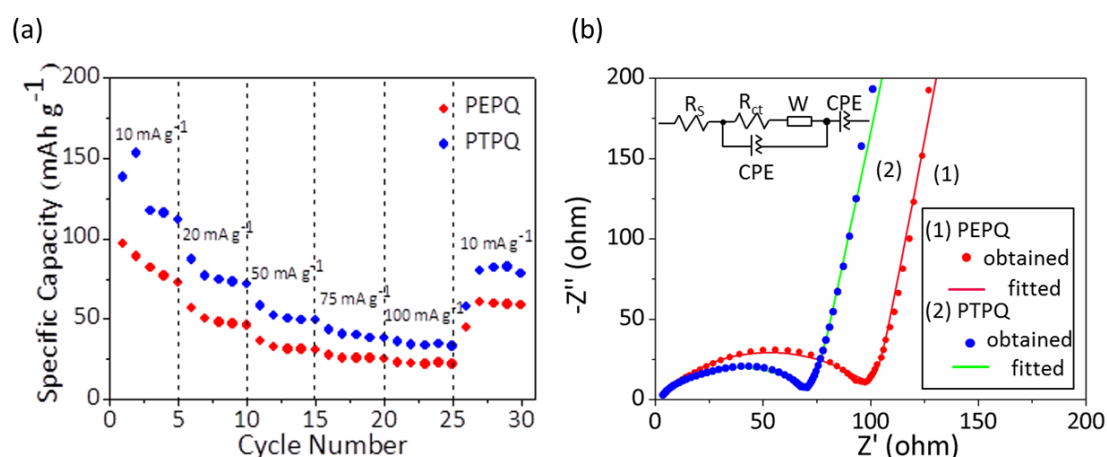 (a)
Specific Capacity (mAh g-1)
200
150
100
50
0
0 5 10 15 20 25 30
Cycle Number
PEPQ
PTPQ
10 mA g-1
20 mA g-1
50 mA g-1
75 mA g-1
100 mA g-1
10 mA g-1
(b)
-Z'' (ohm)
200
150
100
50
0
0 50 100 150 200
Z' (ohm)
Rs
Rct
W
CPE
CPE
(2)
(1)
(1) PEPQ
obtained
fitted
(2) PTPQ
obtained
fitted